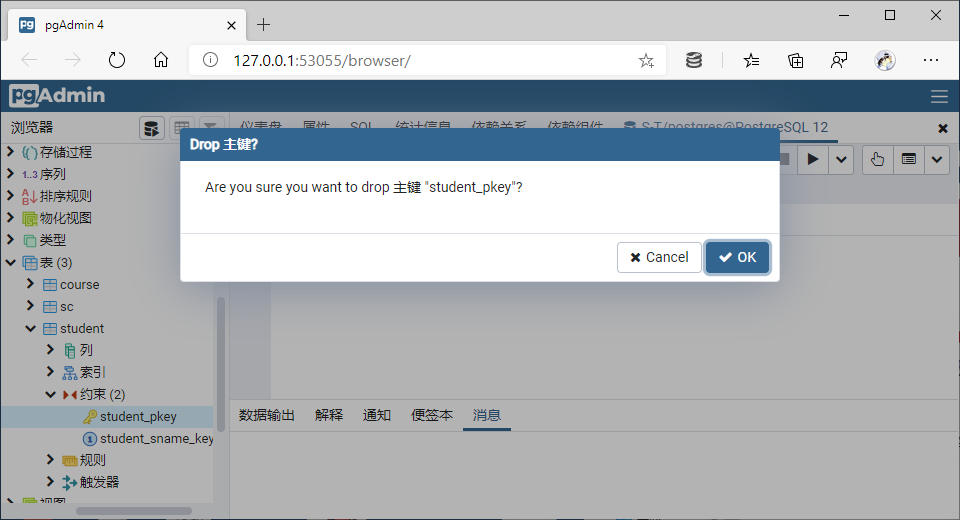 pgAdmin 4
127.0.0.1:53055/browser/
pgAdmin
浏览器
仪表盘 属性 SQL 统计信息 依赖关系 依赖组件 S-T/postgres@PostgreSQL 12
Drop 主键?
Are you sure you want to drop 主键 "student_pkey"?
Cancel OK
存储过程
1..3 序列
排序规则
物化视图
类型
表 (3)
course
sc
student
列
索引
约束 (2)
student_pkey
student_sname_key
规则
触发器
视图
数据输出 解释 通知 便签本 消息